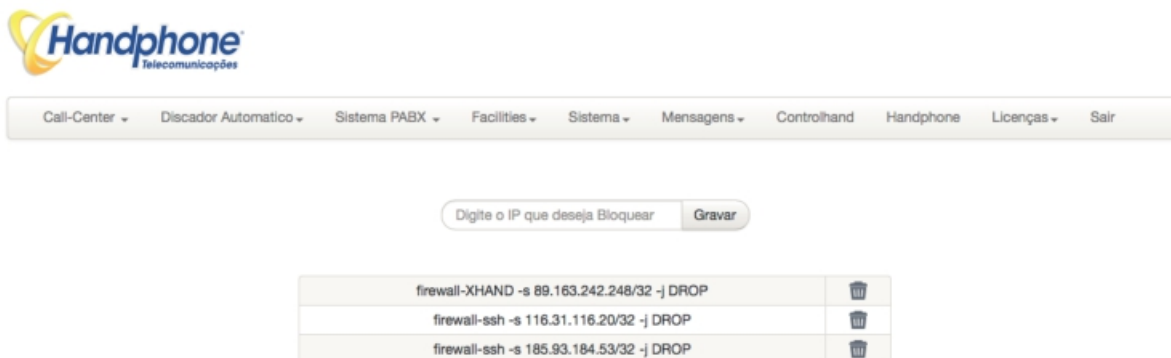 Handphone
Telecomunicações
Call-Center Discador Automatico Sistema PABX Facilities Sistema Mensagens Controlhand Handphone Licenças Sair
Digite o IP que deseja Bloquear Gravar
firewall-XHAND -s 89.163.242.248/32 -j DROP
firewall-ssh -s 116.31.116.20/32 -j DROP
firewall-ssh -s 185.93.184.53/32 -j DROP